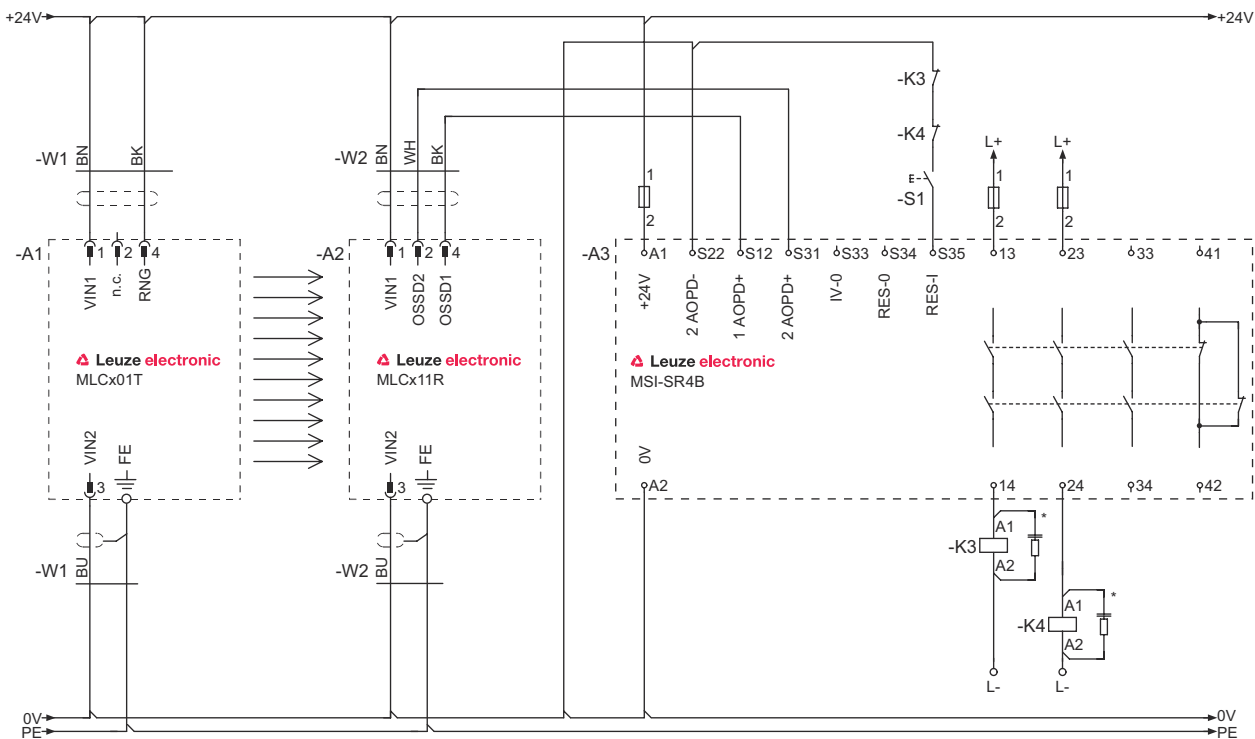 +24V +24V
-K3
-K4
-S1
-W1 BN BK
-W2 BN WH BK
L+ L+
1 1 1
2 2 2
-A1 1 2 4
VIN1 n.c. RNG
-A2 1 2 4
VIN1 OSSD2 OSSD1
-A3 A1 S22 S12 S31 S33 S34 S35 13 23 33 41
+24V 2 AOPD- 1 AOPD+ 2 AOPD+ IV-0 RES-0 RES-I
Leuze electronic
MLCx01T
Leuze electronic
MLCx11R
Leuze electronic
MSI-SR4B
VIN2 FE
3
VIN2 FE
3
0V
A2 14 24 34 42
-K3 A1 *
A2
-K4 A1 *
A2
-W1 BU
-W2 BU
L- L-
0V 0V
PE PE